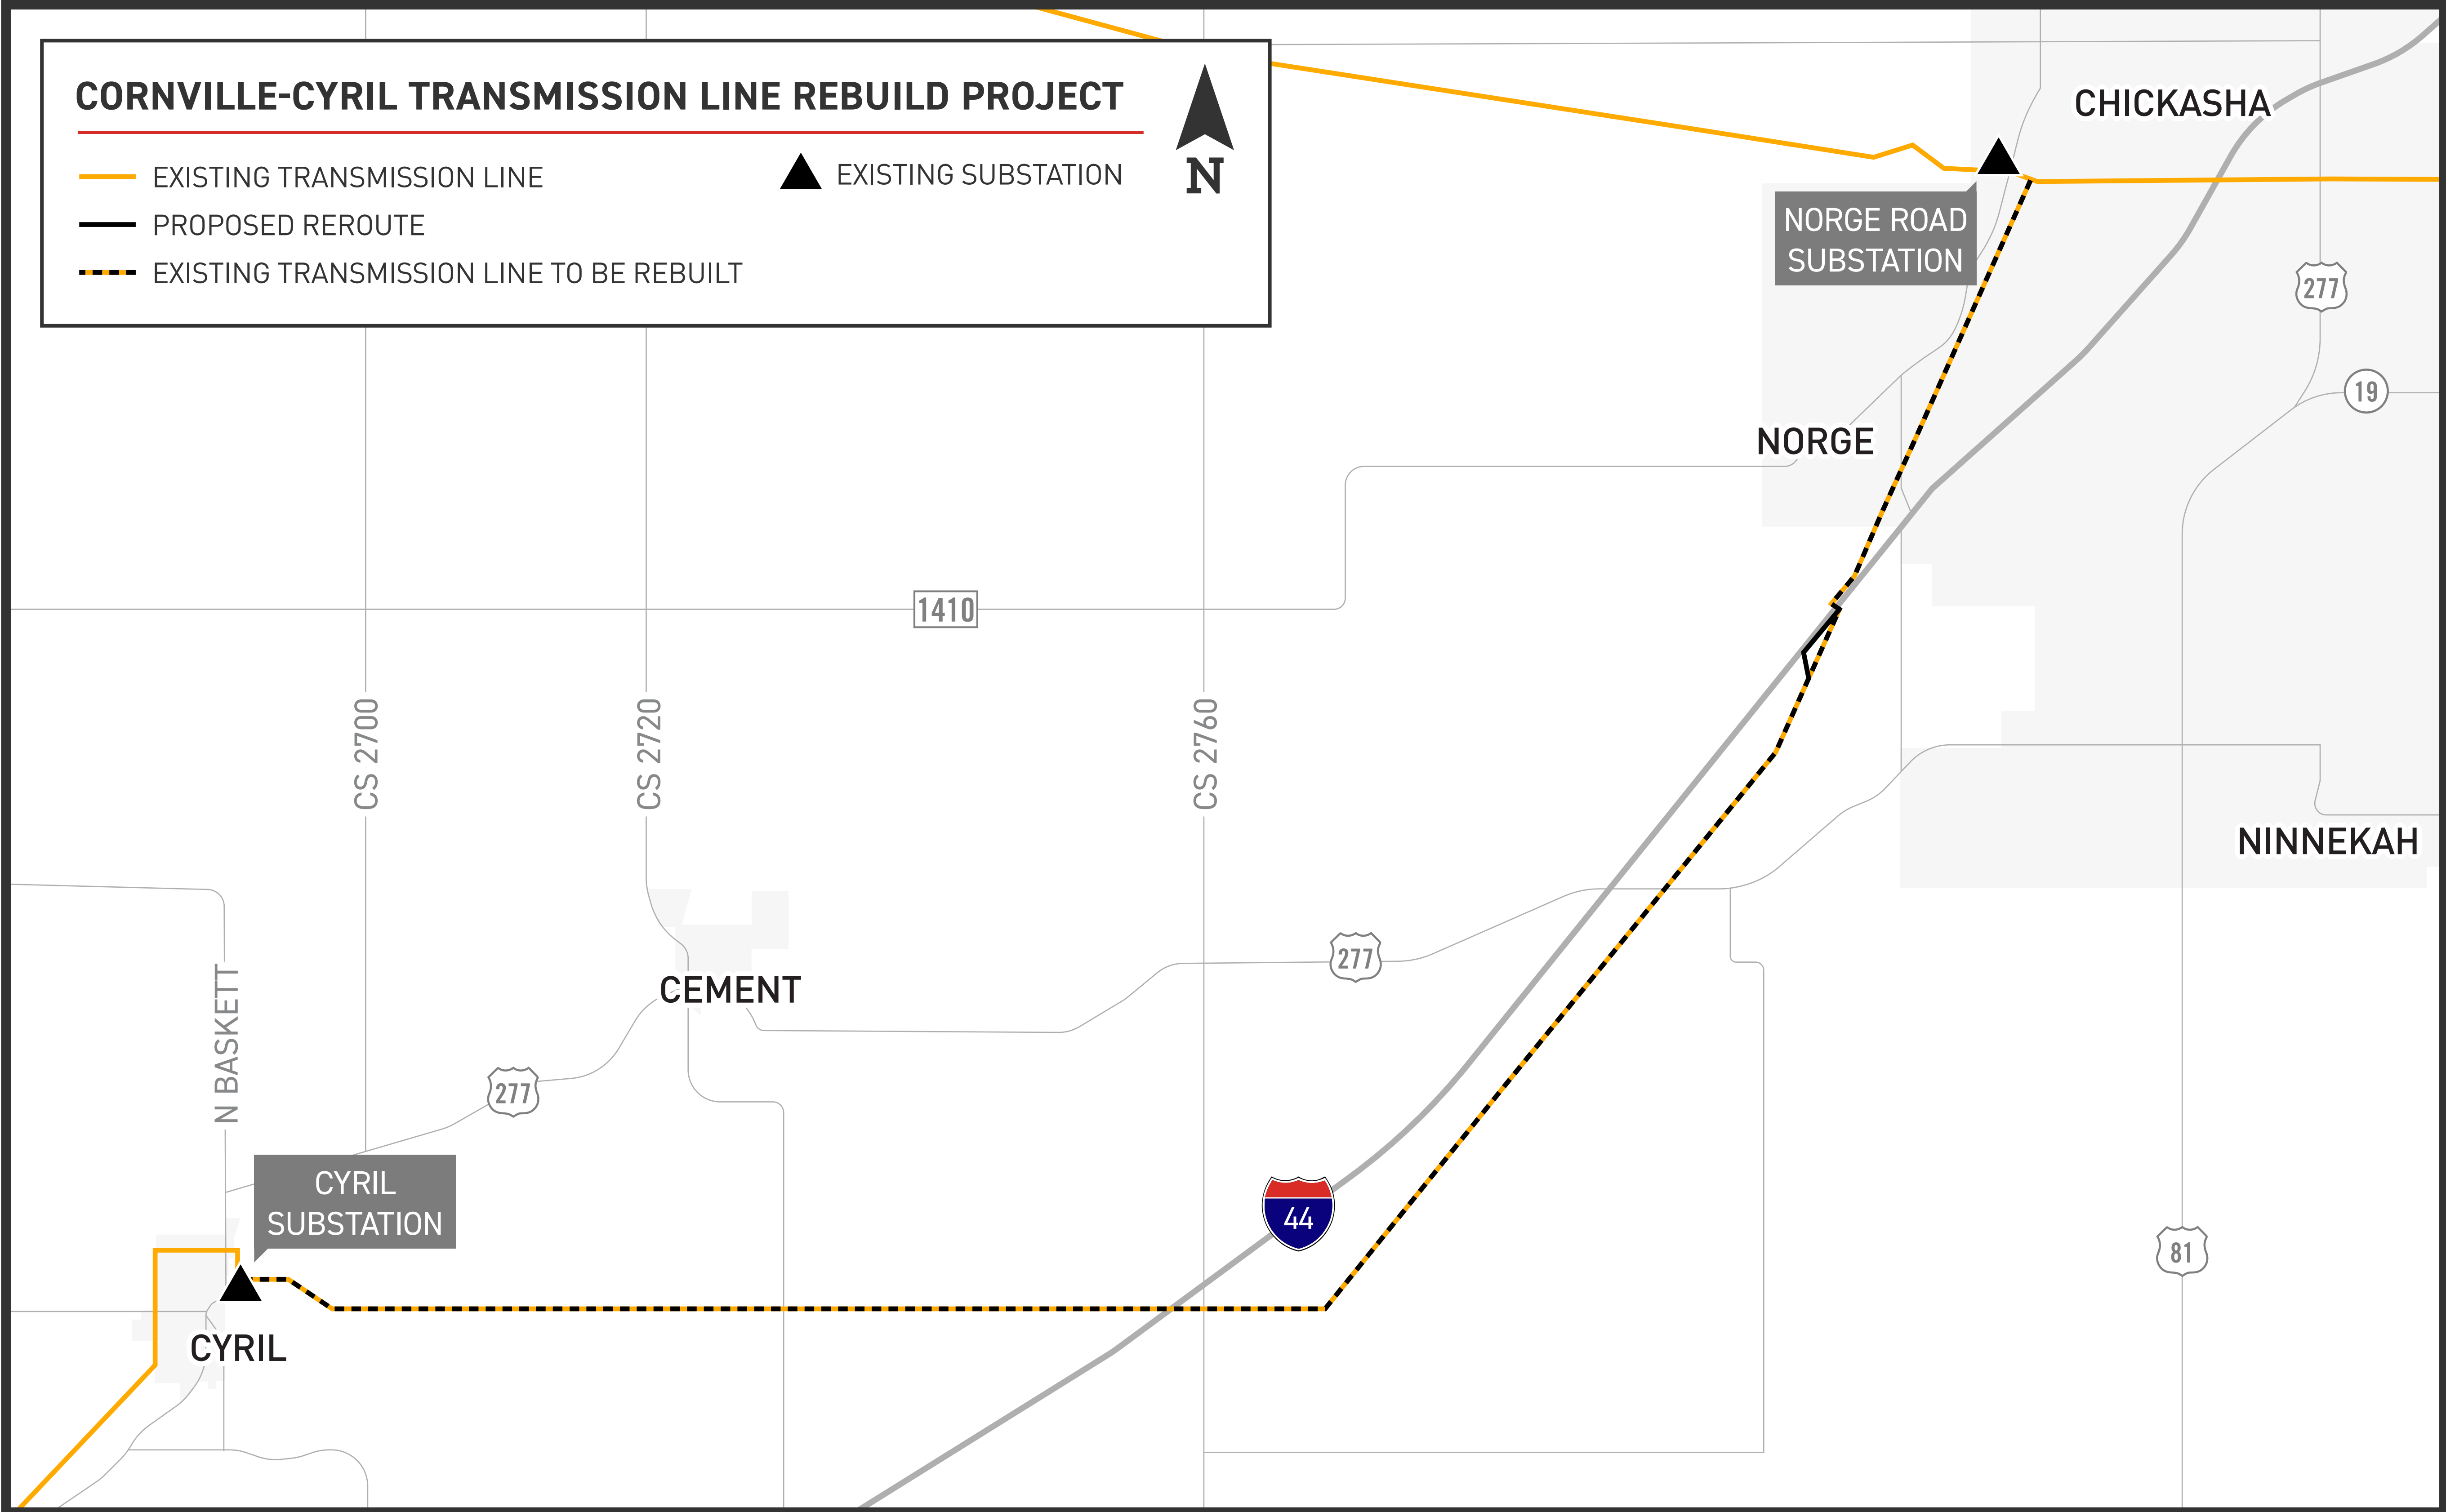 CORNVILLE-CYRIL TRANSMISSION LINE REBUILD PROJECT
EXISTING TRANSMISSION LINE
EXISTING SUBSTATION
PROPOSED REROUTE
EXISTING TRANSMISSION LINE TO BE REBUILT
N
CHICKASHA
NORGE ROAD
SUBSTATION
277
19
NORGE
1410
CS 2700
CS 2720
CS 2760
NINNEKAH
277
CEMENT
N BASKETT
277
CYRIL
SUBSTATION
44
81
CYRIL